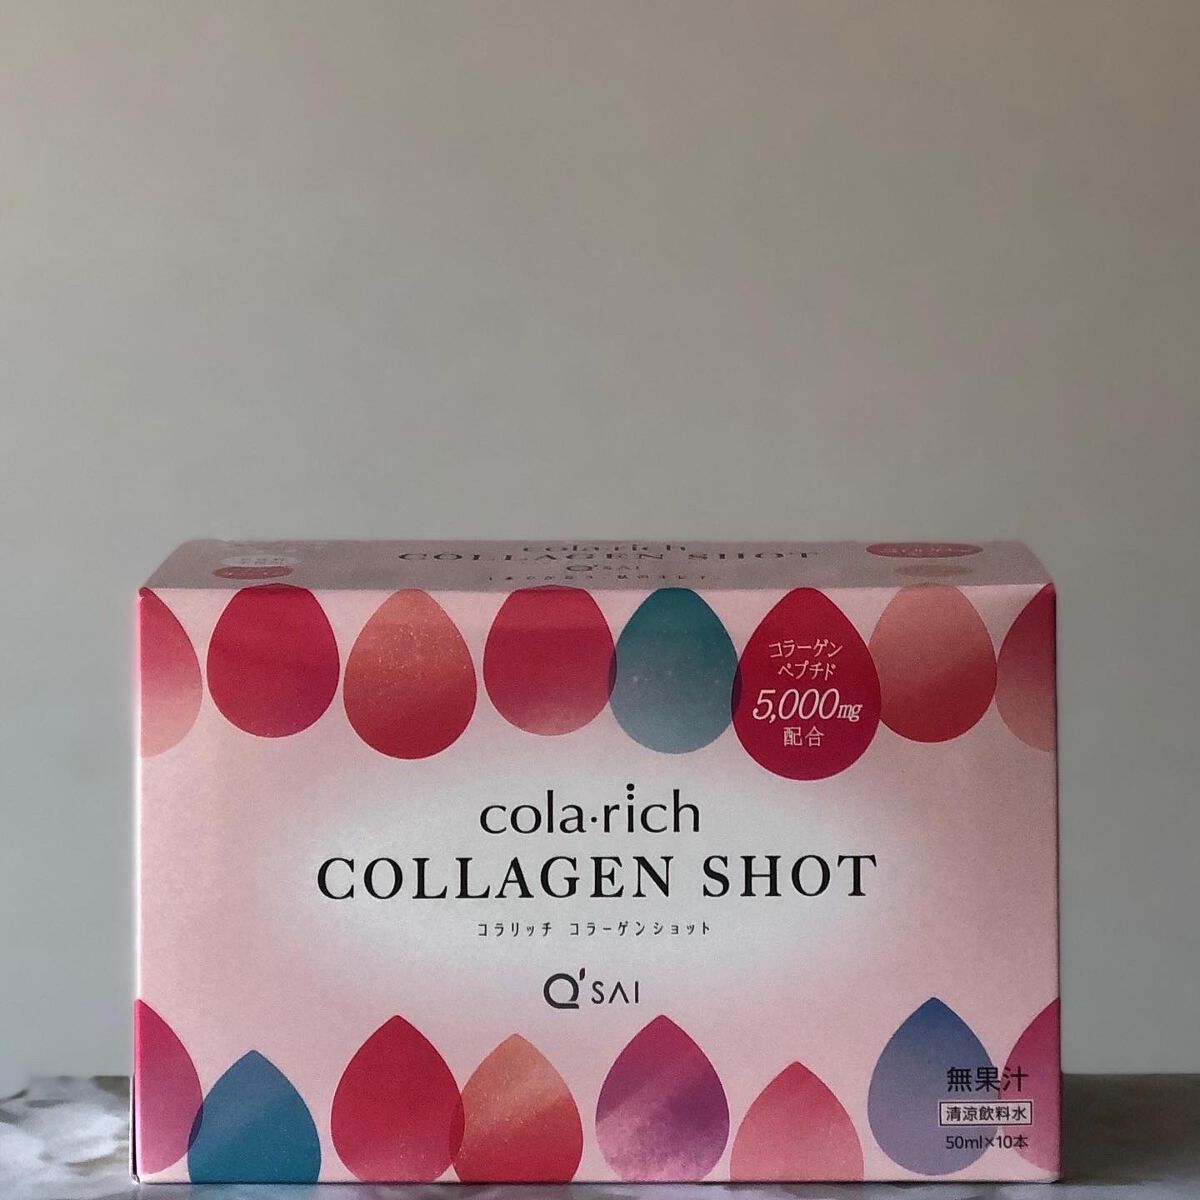 cola·rich
COLLAGEN SHOT
Q'SAI
コラーゲン
ペプチド
5,000mg
配合
cola·rich
COLLAGEN SHOT
コラリッチ コラーゲンショット
Q'SAI
無果汁
清涼飲料水
50ml×10本